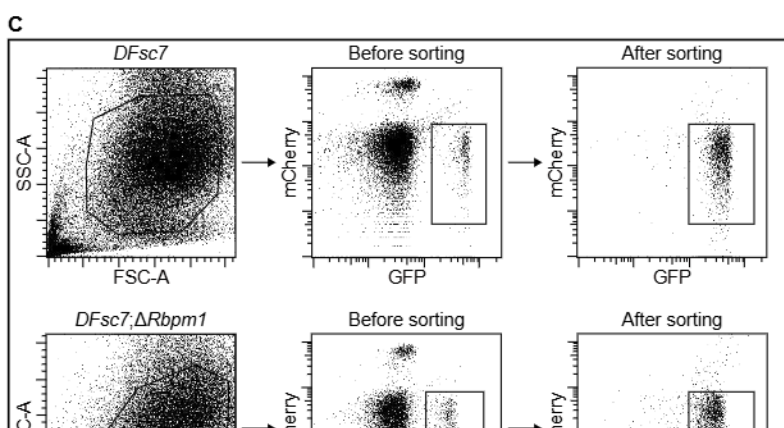 C
DFsc7 Before sorting After sorting
SSC-A mCherry mCherry
FSC-A GFP GFP
DFsc7;ΔRbpm1 Before sorting After sorting